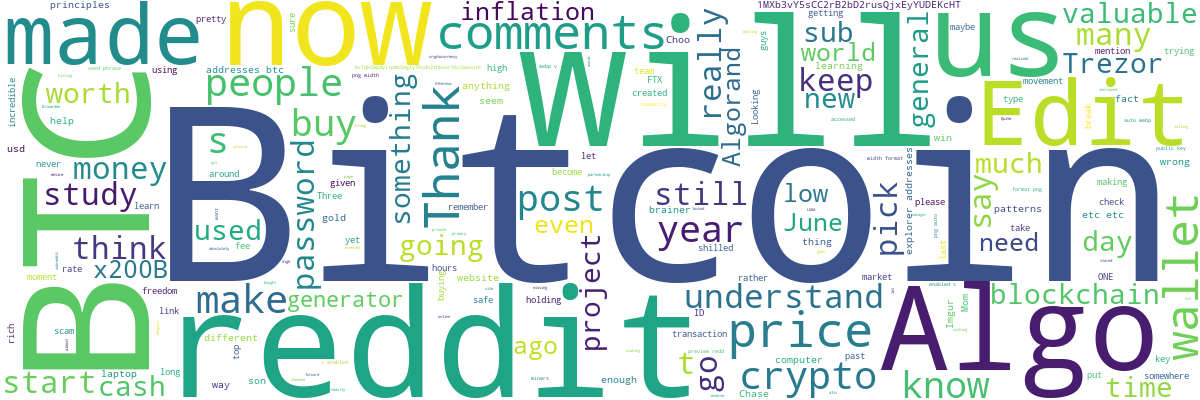 made
now
comments
inflation
Choo
1MXb3vY5sCC2rB2bD2rusQjxEyYUDEKcHT
us
valuable
principles
sure
sub
many
Will
world
Trezor
people
addresses btc
using
high
getting
maybe
trying
guys
keep
learning
mention
BTC
worth
help
incredible
anything
seem
team
FTX
created
really
Algorand
Looking
new
general
Edit
movement
type
break
fact
auto webp
Bitcoin
buy
s
password
something
Thank
win
public key
wrong
usd
never
money
around
given
let
accessed
width format
much
study
learn
Three
become
still
low
explorer addresses
please
making
gold
remember
post
brainer
June
pick
patterns
check
used
fee
yet
even
year
thing
say
take
etc etc
think
going
shilled
need
day
moment
rate
x200B
hours
website
rather
market
last
ONE
wallet
freedom
buying
project
understand
blockchain
link
make
generator
safe
holding
ID
Imgur
Mom
rich
reddit
transaction
price
Algo
different
ago
t
go
computer
past
key
scam
top
long
laptop
son
miners
enough
Chase
crypto
know
put
somewhere
start
cash
way
time